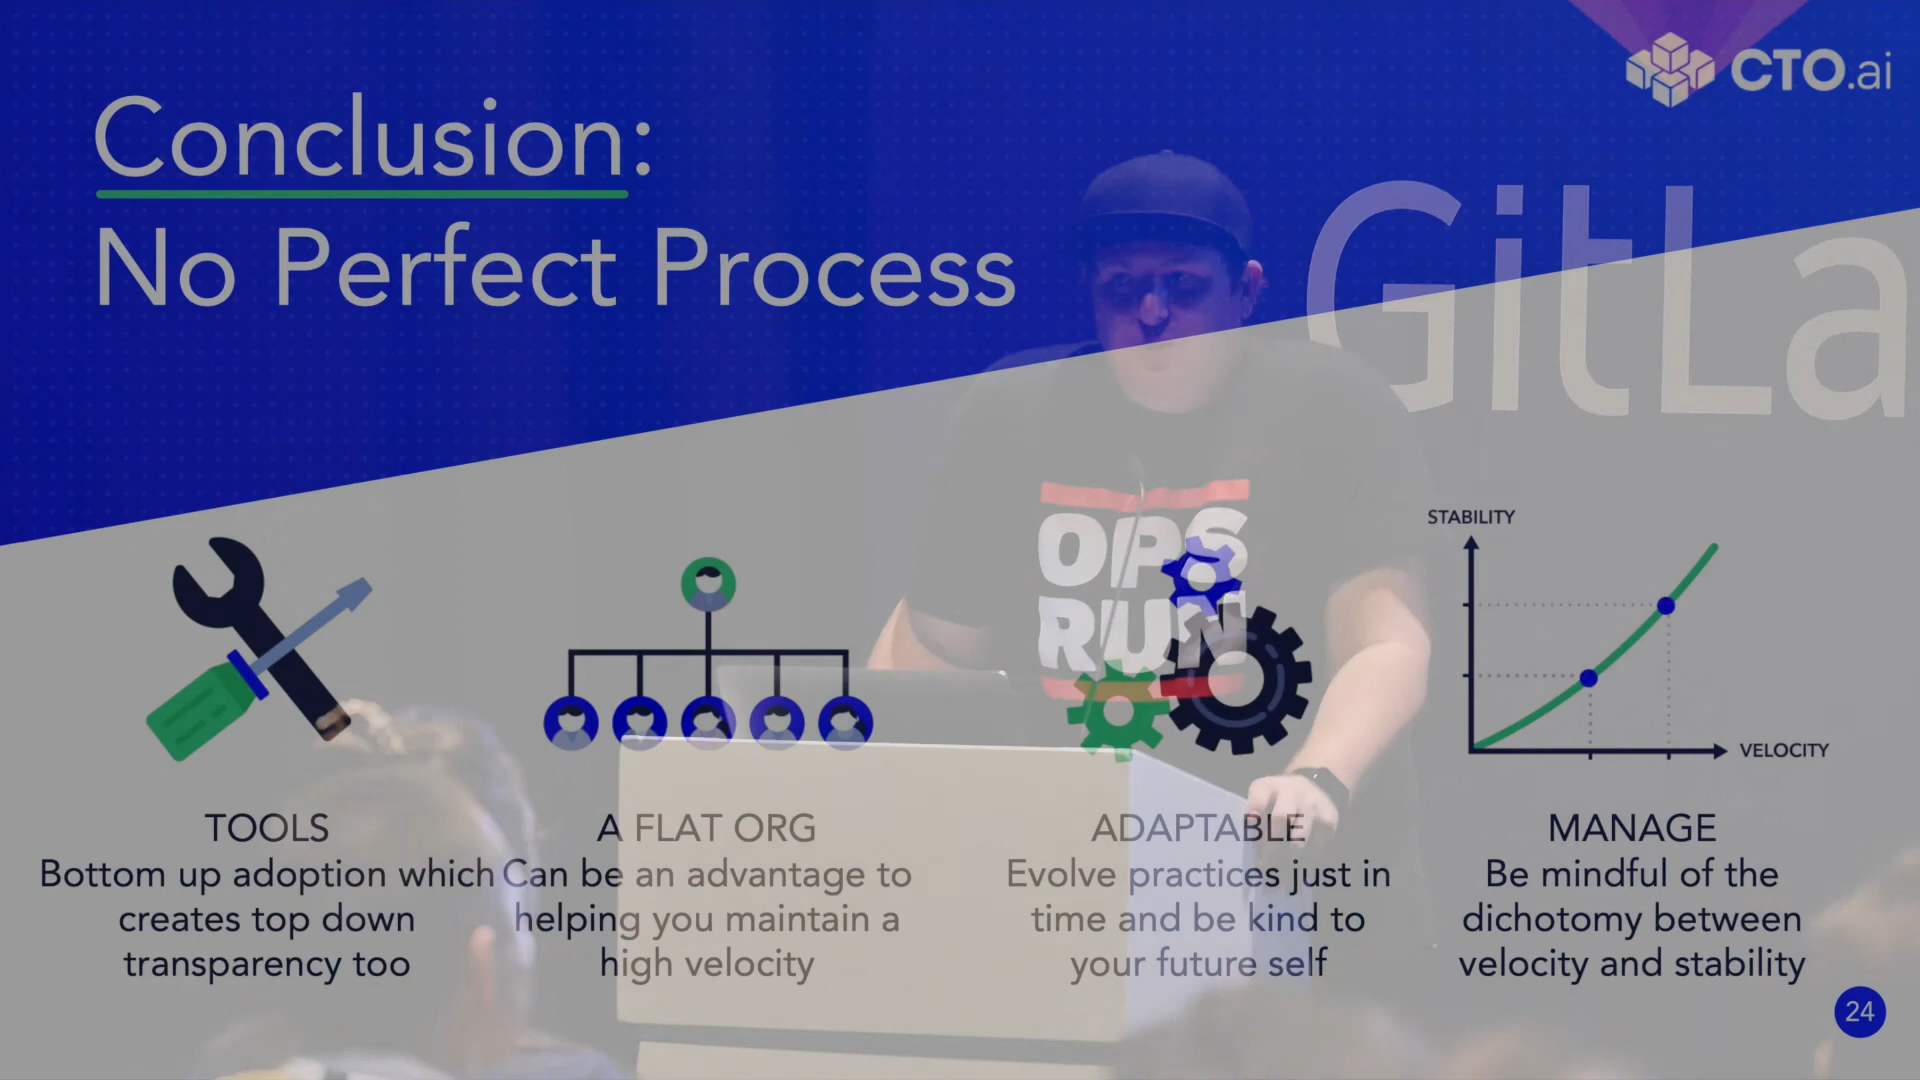 CTO.ai
Conclusion:
No Perfect Process
GitLa
OPS
RUN
STABILITY
VELOCITY
TOOLS
Bottom up adoption which
creates top down
transparency too
A FLAT ORG
Can be an advantage to
helping you maintain a
high velocity
ADAPTABLE
Evolve practices just in
time and be kind to
your future self
MANAGE
Be mindful of the
dichotomy between
velocity and stability
24